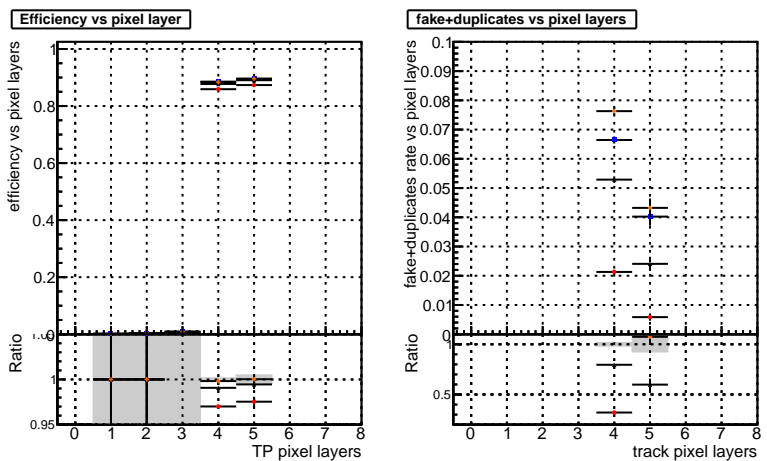 Efficiency vs pixel layer
efficiency vs pixel layers
1
0.8
0.6
0.4
0.2
0
Ratio
1
0.95
0 1 2 3 4 5 6 7 8
TP pixel layers
fake+duplicates vs pixel layers
fake+duplicates rate vs pixel layers
0.1
0.09
0.08
0.07
0.06
0.05
0.04
0.03
0.02
0.01
0
Ratio
1
0.5
0 1 2 3 4 5 6 7 8
track pixel layers